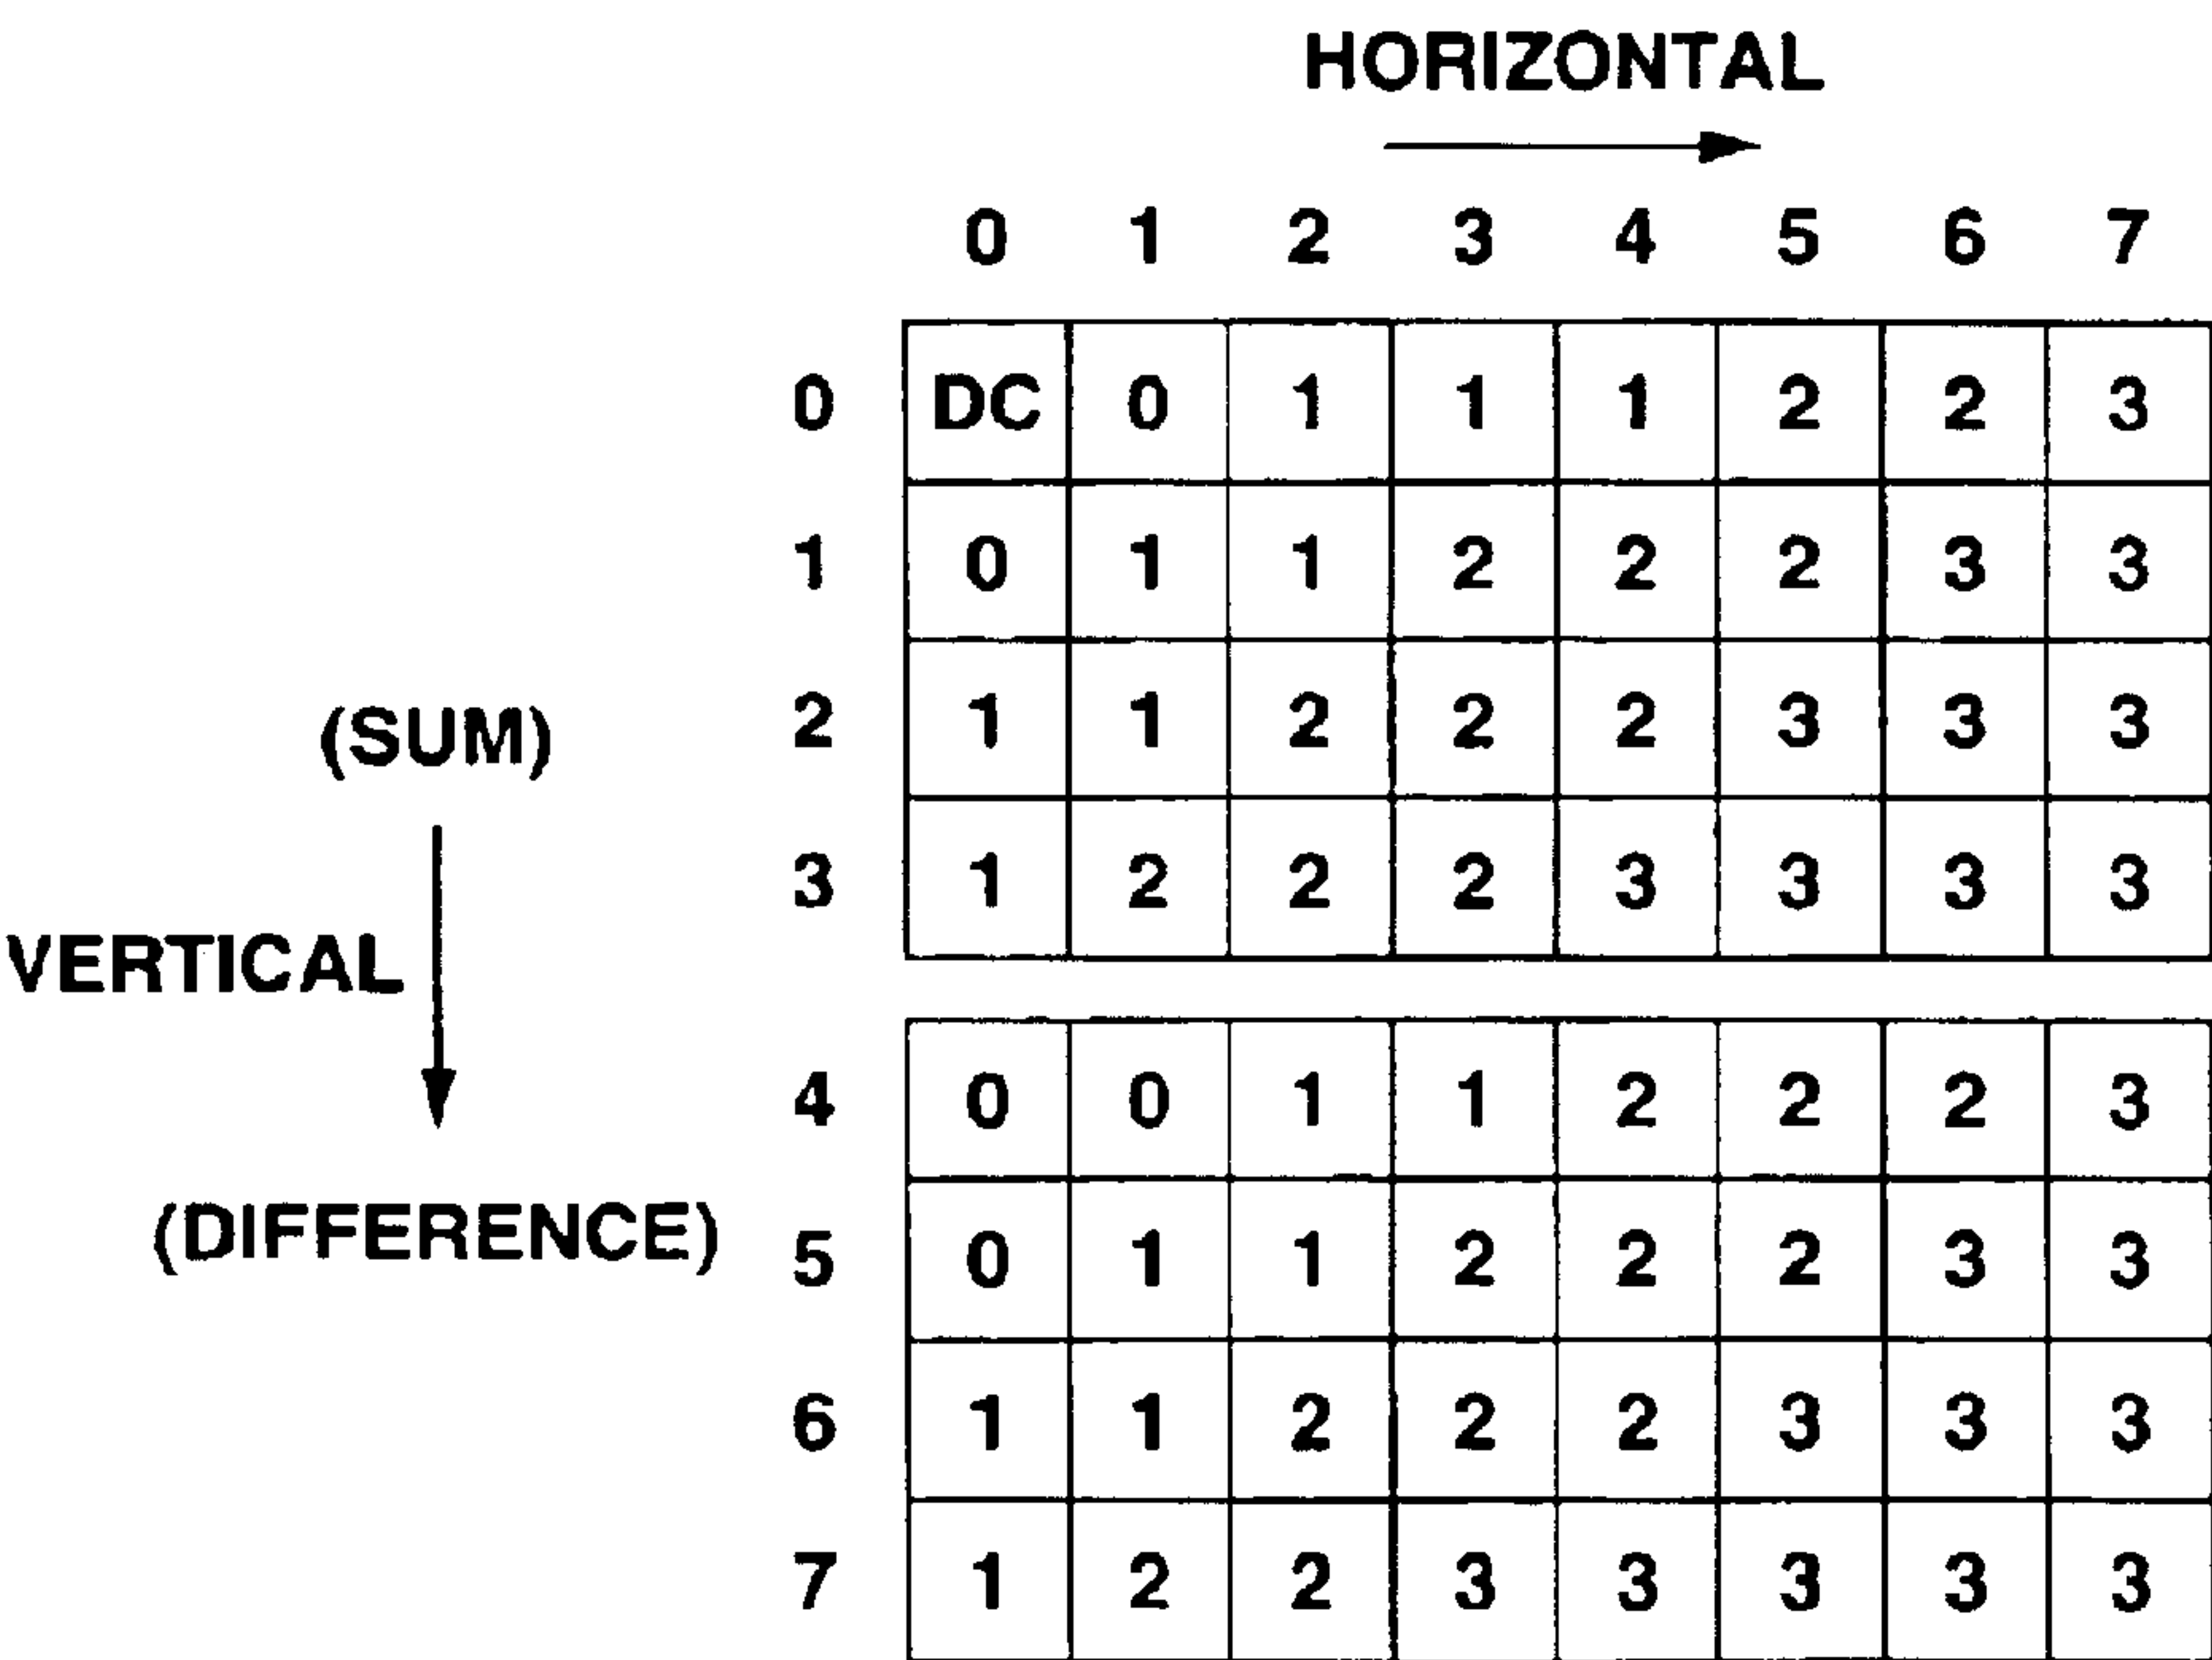 HORIZONTAL
0 1 2 3 4 5 6 7
0 DC 0 1 1 1 2 2 3
1 0 1 1 2 2 2 3 3
(SUM)
2 1 1 2 2 2 3 3 3
3 1 2 2 2 3 3 3 3
VERTICAL
4 0 0 1 1 2 2 2 3
(DIFFERENCE)
5 0 1 1 2 2 2 3 3
6 1 1 2 2 2 3 3 3
7 1 2 2 3 3 3 3 3